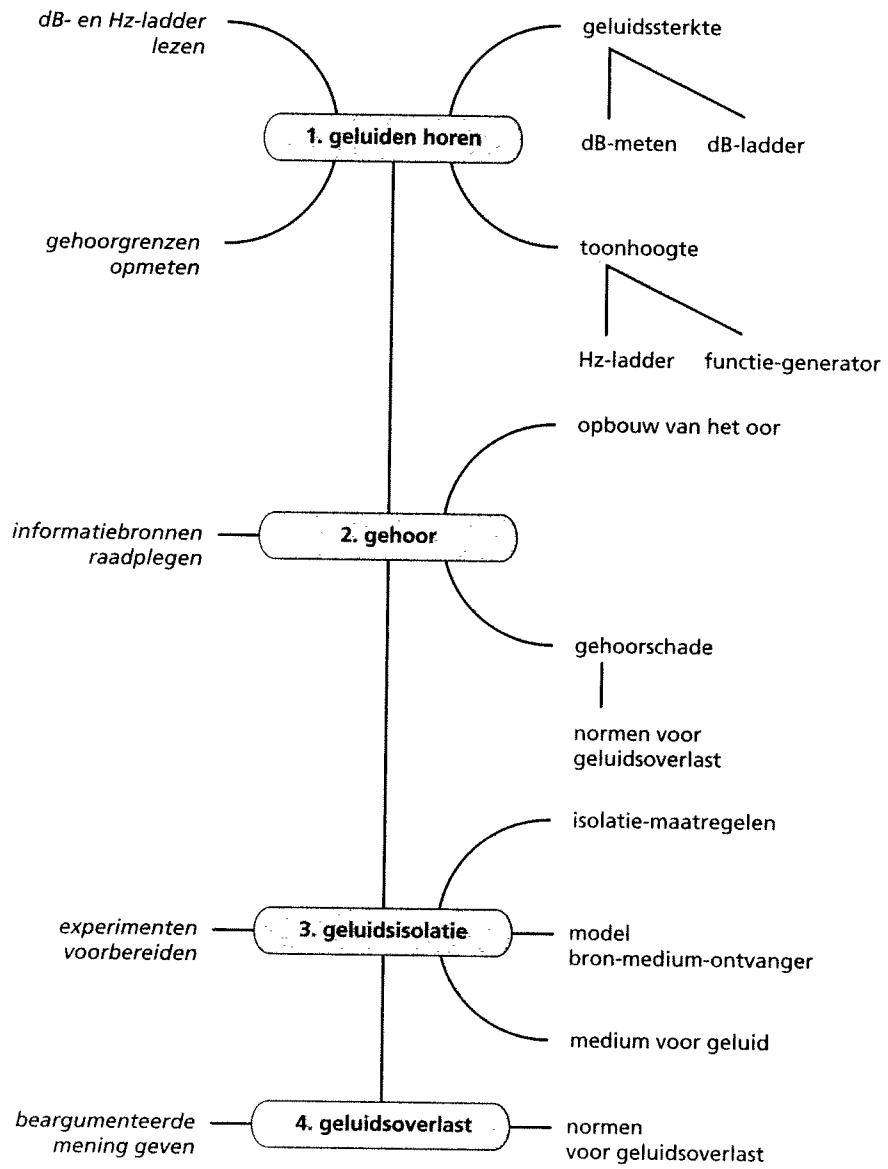 dB- en Hz-ladder
lezen
geluidssterkte
1. geluiden horen
dB-meten
dB-ladder
gehoorgrenzen
opmeten
toonhoogte
Hz-ladder
functie-generator
opbouw van het oor
informatiebronnen
raadplegen
2. gehoor
gehoorschade
normen voor
geluidsoverlast
isolatie-maatregelen
experimenten
voorbereiden
3. geluidsisolatie
model
bron-medium-ontvanger
medium voor geluid
beargumenteerde
mening geven
4. geluidsoverlast
normen
voor geluidsoverlast